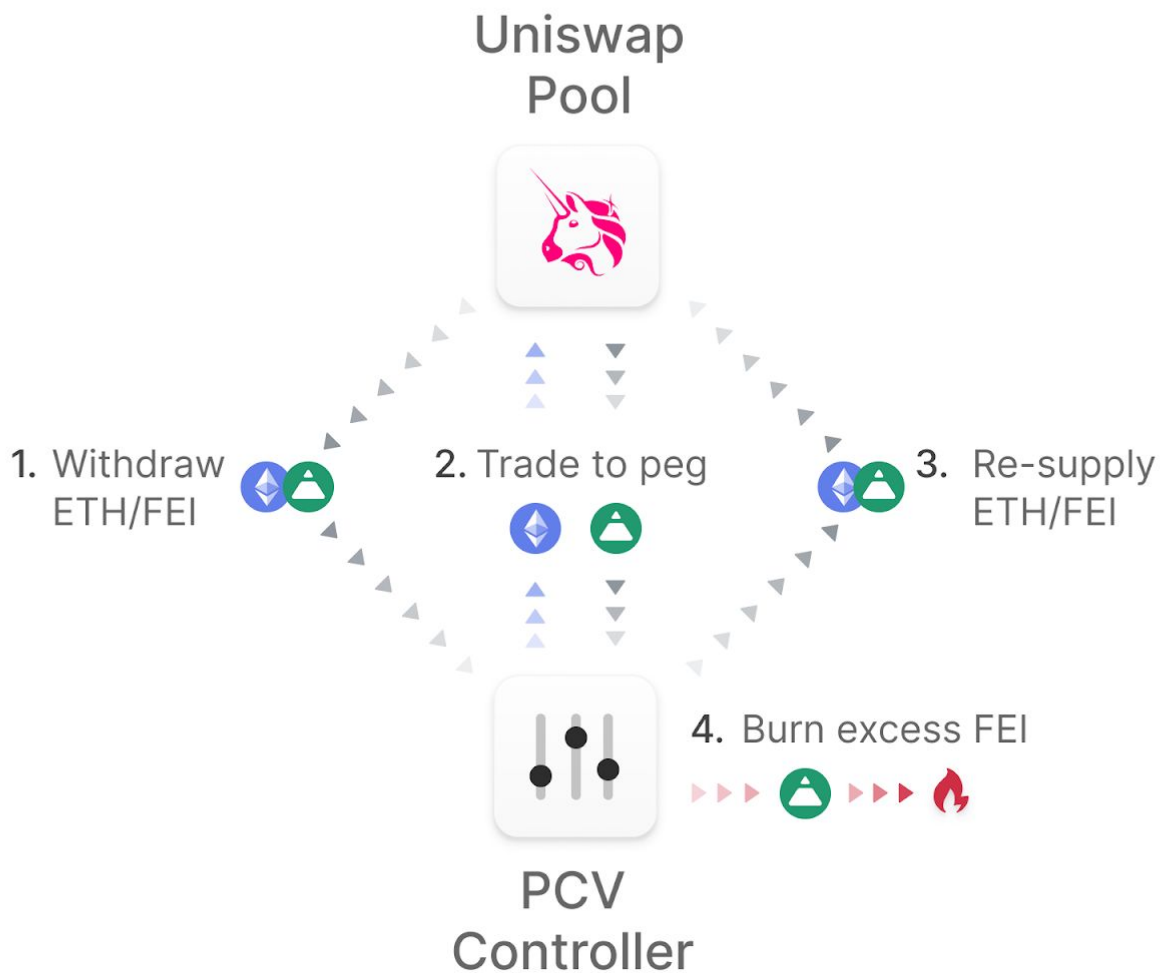 Uniswap
Pool
1. Withdraw
ETH/FEI
2. Trade to peg
3. Re-supply
ETH/FEI
4. Burn excess FEI
PCV
Controller